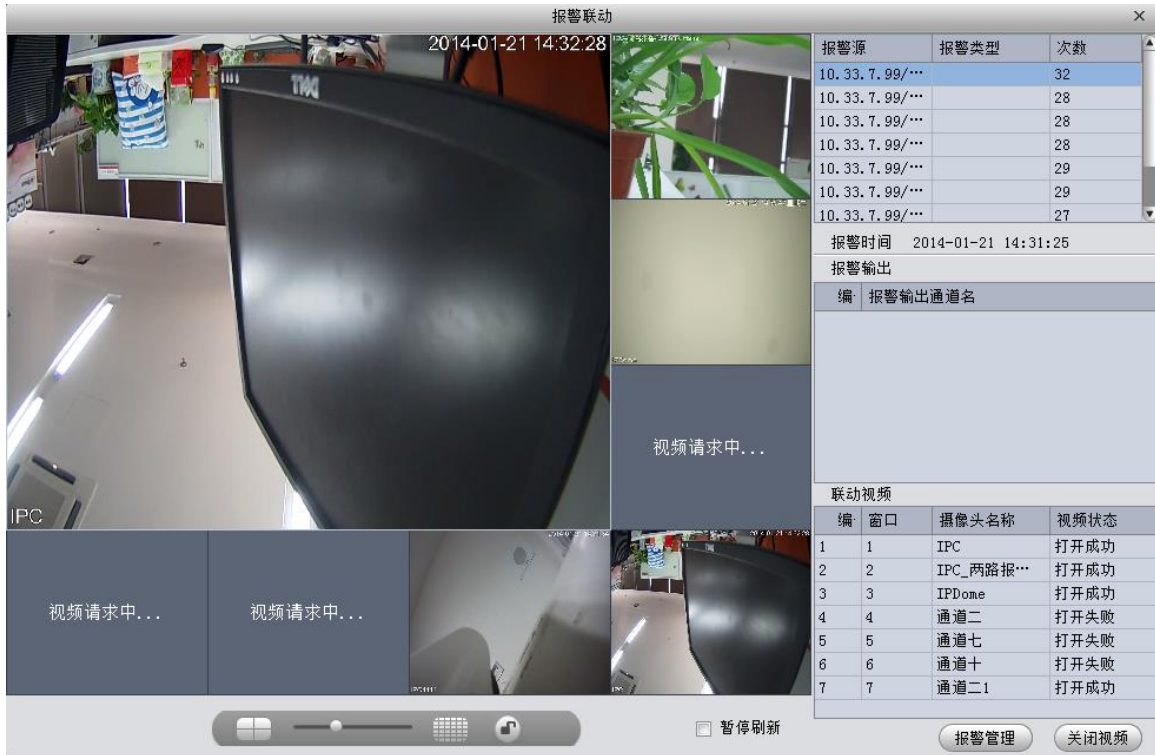 报警联动
2014-01-21 14:32:28
DELL
IPC
视频请求中...
视频请求中...
视频请求中...
IPC
报警源 报警类型 次数
10.33.7.99/… 32
10.33.7.99/… 28
10.33.7.99/… 28
10.33.7.99/… 28
10.33.7.99/… 29
10.33.7.99/… 29
10.33.7.99/… 27
报警时间 2014-01-21 14:31:25
报警输出
编· 报警输出通道名
联动视频
编· 窗口 摄像头名称 视频状态
1 1 IPC 打开成功
2 2 IPC_两路报… 打开成功
3 3 IPDome 打开成功
4 4 通道二 打开失败
5 5 通道七 打开失败
6 6 通道十 打开失败
7 7 通道二1 打开成功
暂停刷新
报警管理 关闭视频